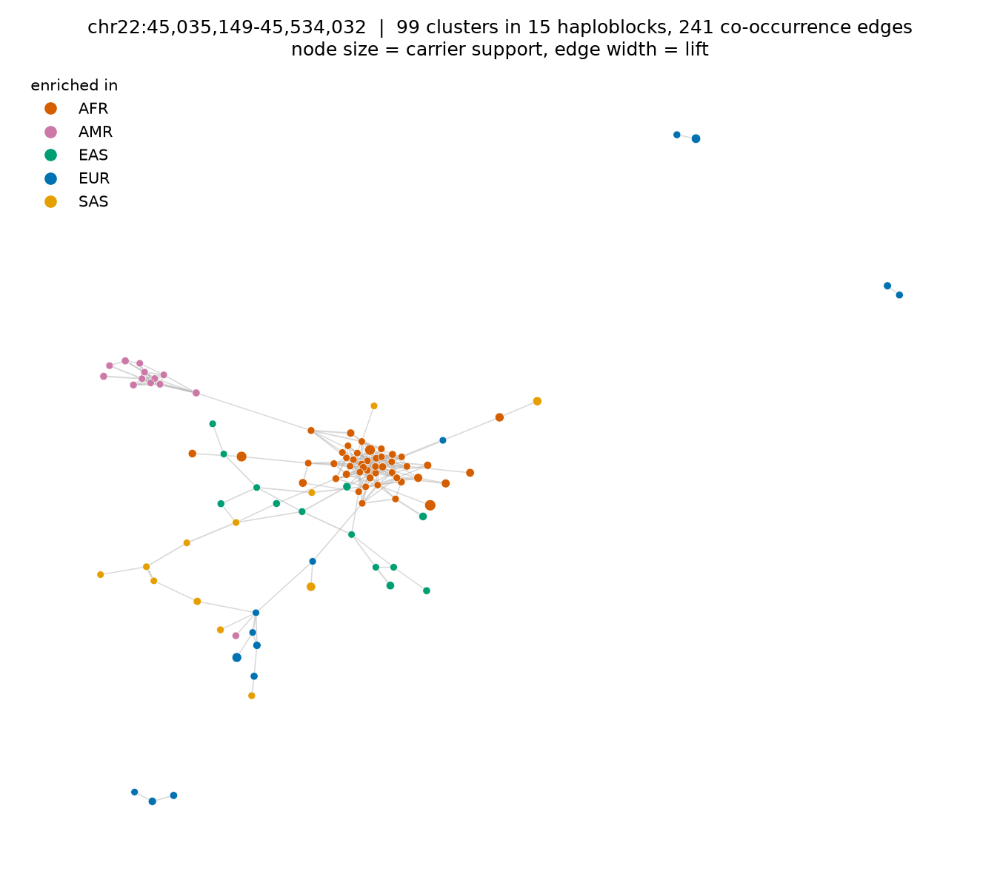 chr22:45,035,149-45,534,032  |  99 clusters in 15 haploblocks, 241 co-occurrence edges
node size = carrier support, edge width = lift
enriched in
AFR
AMR
EAS
EUR
SAS